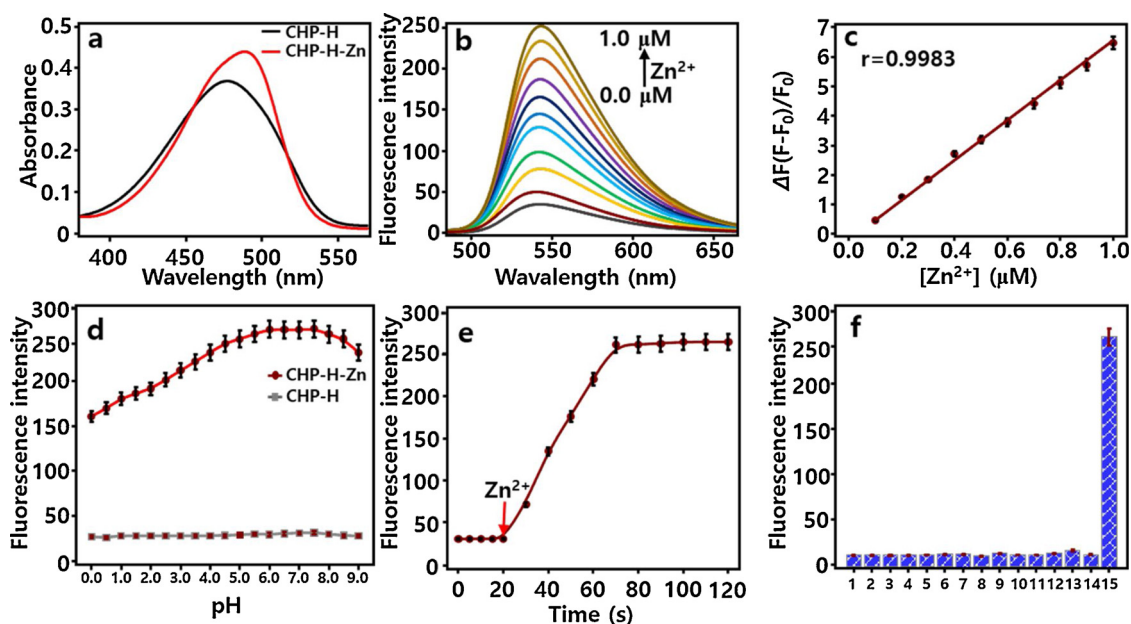 a
CHP-H
CHP-H-Zn
Absorbance
0.5
0.4
0.3
0.2
0.1
0
400 450 500 550
Wavelength (nm)
b
1.0 μM
Zn²⁺
0.0 μM
Fluorescence intensity
250
200
150
100
50
0
500 550 600 650
Wavelength (nm)
c
r=0.9983
ΔF(F-F₀)/F₀)
7
6
5
4
3
2
1
0
0.0 0.2 0.4 0.6 0.8 1.0
[Zn²⁺] (μM)
d
CHP-H-Zn
CHP-H
Fluorescence intensity
300
250
200
150
100
50
0
0.0 1.0 2.0 3.0 4.0 5.0 6.0 7.0 8.0 9.0
pH
e
Zn²⁺
Fluorescence intensity
300
250
200
150
100
50
0
0 20 40 60 80 100 120
Time (s)
f
Fluorescence intensity
300
250
200
150
100
50
0
1 2 3 4 5 6 7 8 9 10 11 12 13 14 15